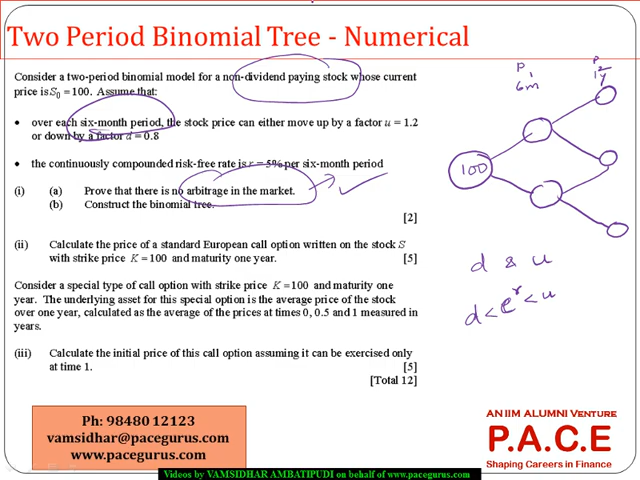 Two Period Binomial Tree - Numerical
Consider a two-period binomial model for a non-dividend paying stock whose current
price is S₀ = 100. Assume that:
• over each six-month period, the stock price can either move up by a factor u = 1.2
or down by a factor d = 0.8
• the continuously compounded risk-free rate is r = 5% per six-month period
(i) (a) Prove that there is no arbitrage in the market.
(b) Construct the binomial tree.
[2]
(ii) Calculate the price of a standard European call option written on the stock S
with strike price K = 100 and maturity one year. [5]
Consider a special type of call option with strike price K = 100 and maturity one
year. The underlying asset for this special option is the average price of the stock
over one year, calculated as the average of the prices at times 0, 0.5 and 1 measured in
years.
(iii) Calculate the initial price of this call option assuming it can be exercised only
at time 1. [5]
[Total 12]
P1
6m
P2
1y
100
d & u
d < e^r < u
Ph: 98480 12123
vamsidhar@pacegurus.com
www.pacegurus.com
AN IIM ALUMNI VENTURE
P.A.C.E
Shaping Careers in Finance
Videos by VAMSIDHAR AMBATIPUDI on behalf of www.pacegurus.com